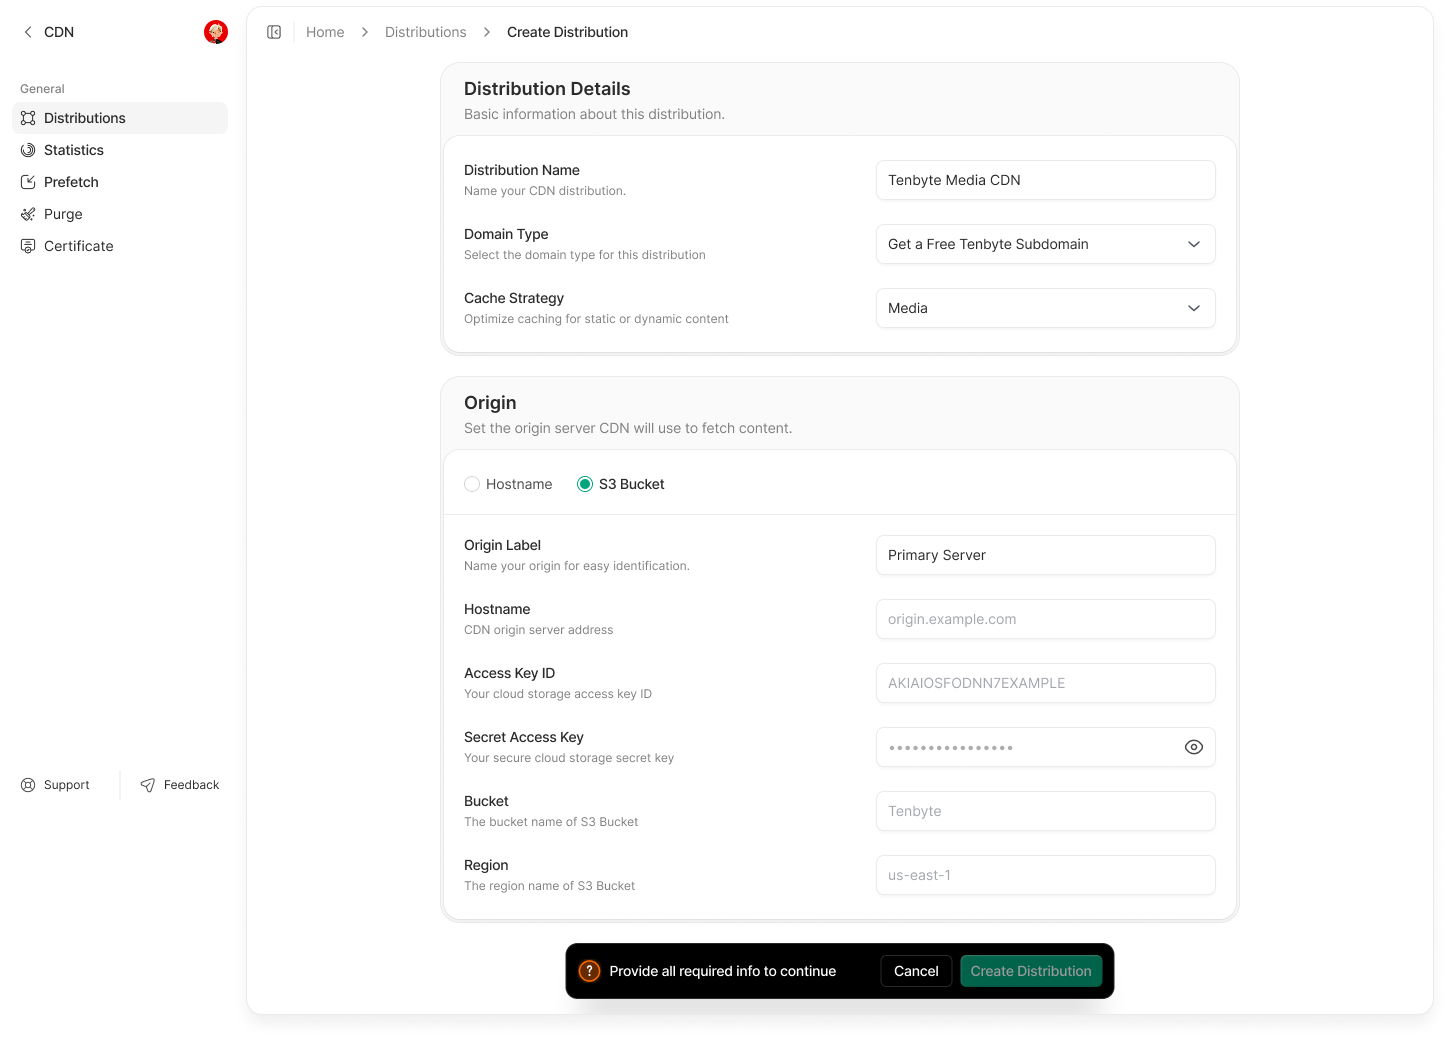 CDN
Home > Distributions > Create Distribution
General
Distributions
Statistics
Prefetch
Purge
Certificate
Support
Feedback
Distribution Details
Basic information about this distribution.
Distribution Name
Name your CDN distribution.
Tenbyte Media CDN
Domain Type
Select the domain type for this distribution
Get a Free Tenbyte Subdomain
Cache Strategy
Optimize caching for static or dynamic content
Media
Origin
Set the origin server CDN will use to fetch content.
Hostname
S3 Bucket
Origin Label
Name your origin for easy identification.
Primary Server
Hostname
CDN origin server address
origin.example.com
Access Key ID
Your cloud storage access key ID
AKIAIOSFODNN7EXAMPLE
Secret Access Key
Your secure cloud storage secret key
••••••••••••••••
Bucket
The bucket name of S3 Bucket
Tenbyte
Region
The region name of S3 Bucket
us-east-1
? Provide all required info to continue
Cancel
Create Distribution